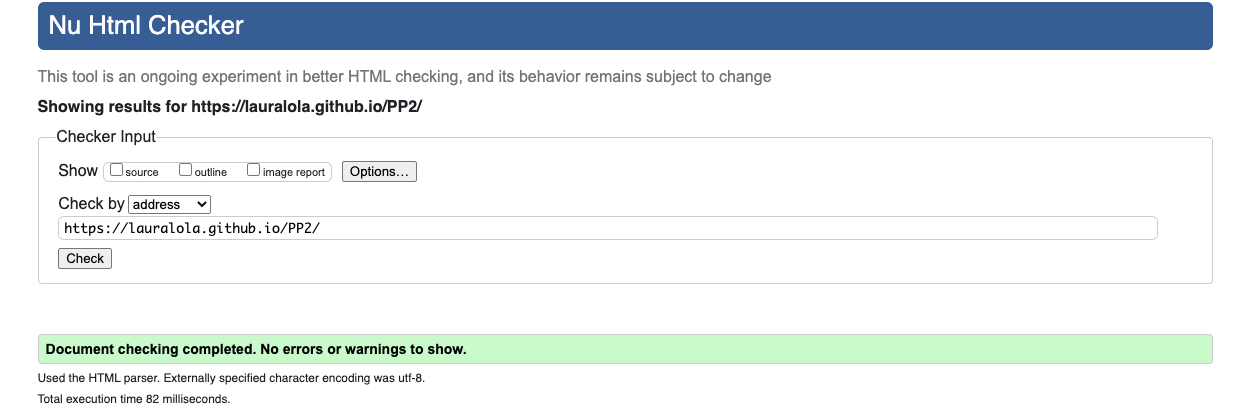 Nu Html Checker
This tool is an ongoing experiment in better HTML checking, and its behavior remains subject to change
Showing results for https://lauralola.github.io/PP2/
Checker Input
Show source outline image report Options...
Check by address
https://lauralola.github.io/PP2/
Check
Document checking completed. No errors or warnings to show.
Used the HTML parser. Externally specified character encoding was utf-8.
Total execution time 82 milliseconds.